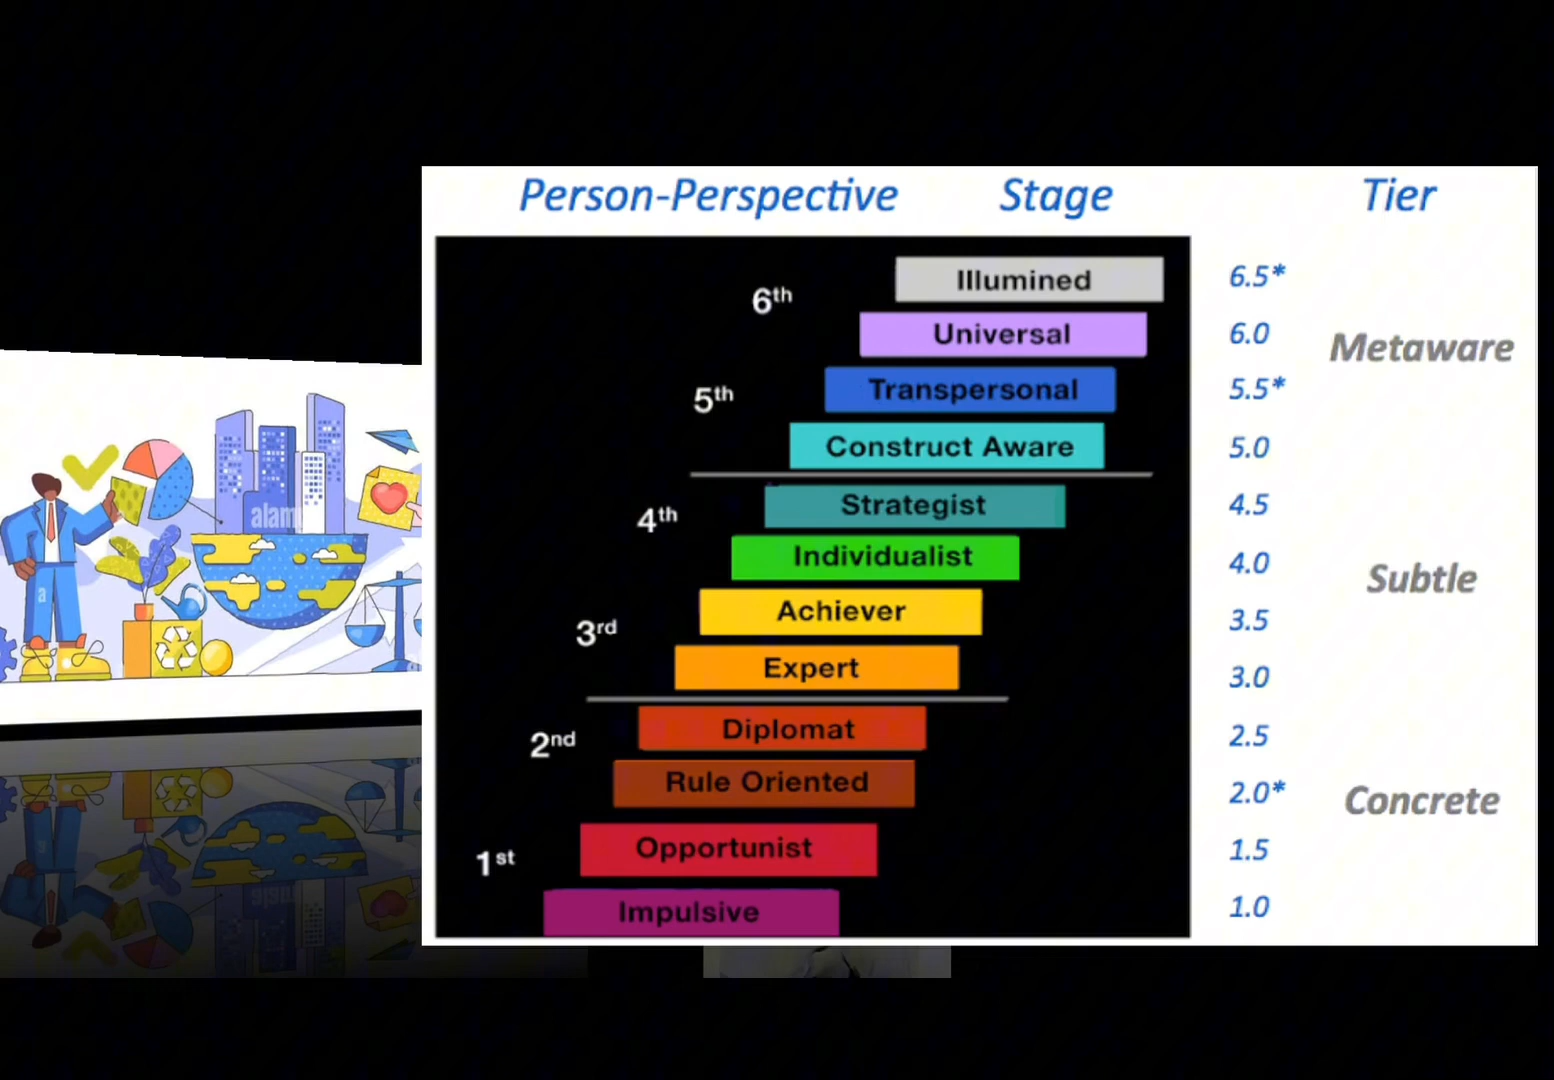 Person-Perspective Stage Tier
6th Illumined 6.5*
Universal 6.0
Metaware
Transpersonal 5.5*
5th
Construct Aware 5.0
Strategist 4.5
4th
Individualist 4.0
Subtle
Achiever 3.5
3rd
Expert 3.0
Diplomat 2.5
2nd
Rule Oriented 2.0*
Concrete
Opportunist 1.5
1st
Impulsive 1.0
alam
a